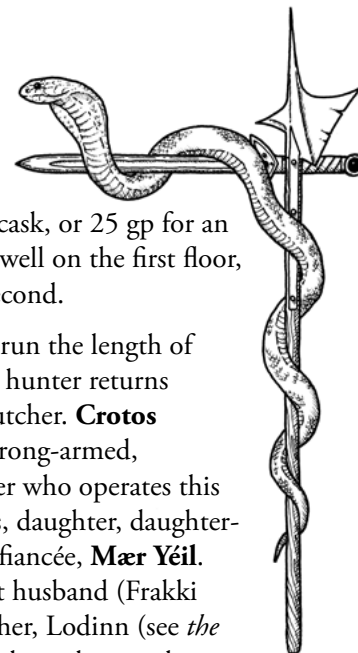 cask, or 25 gp for an
well on the first floor,
cond.
run the length of
hunter returns
utcher. Crotos
rong-armed,
er who operates this
s, daughter, daughter-
fiancée, Mær Yéil.
t husband (Frakki
her, Lodinn (see the